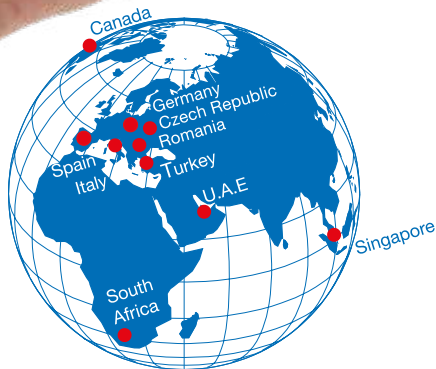 Canada
Germany
Czech Republic
Romania
Spain
Italy
Turkey
U.A.E
Singapore
South
Africa